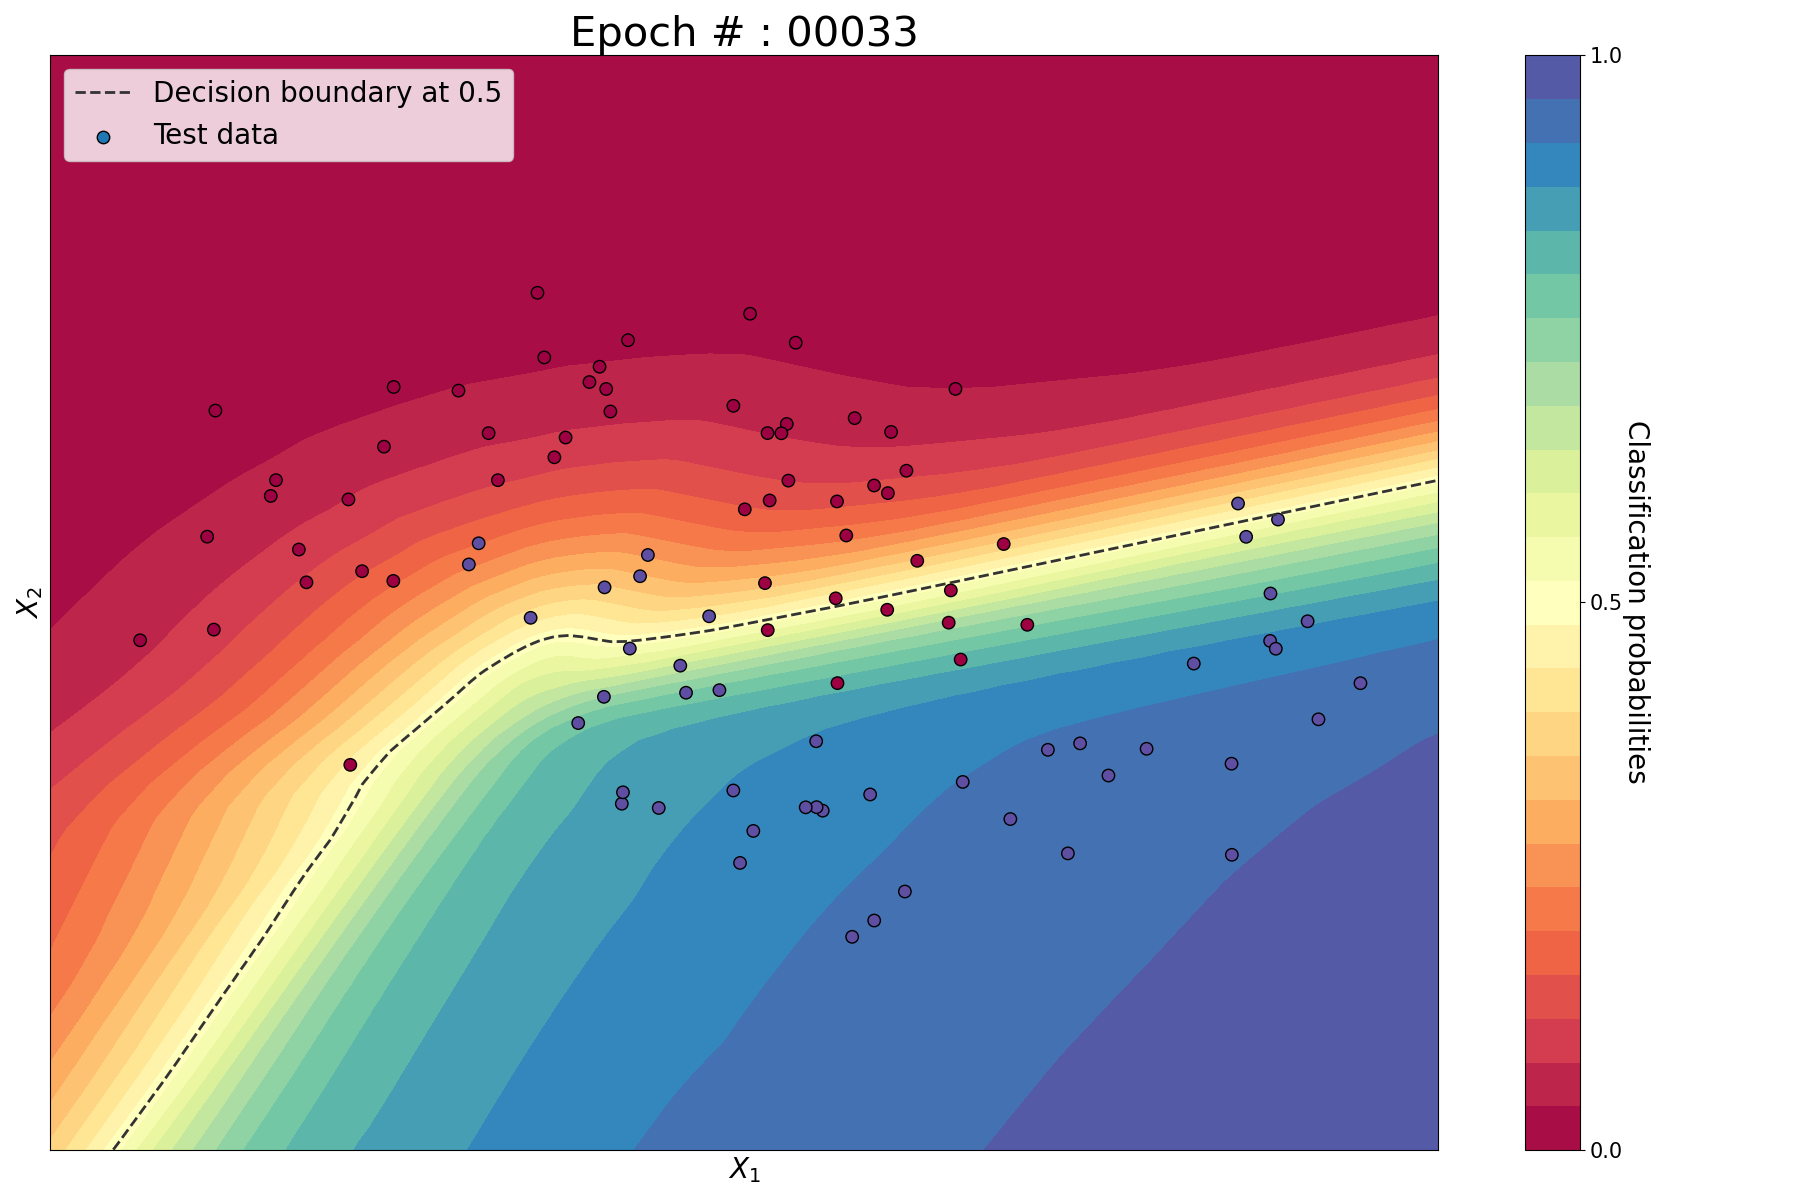 Epoch # : 00033
Decision boundary at 0.5
Test data
1.0
0.5
0.0
Classification probabilities
X₂
X₁